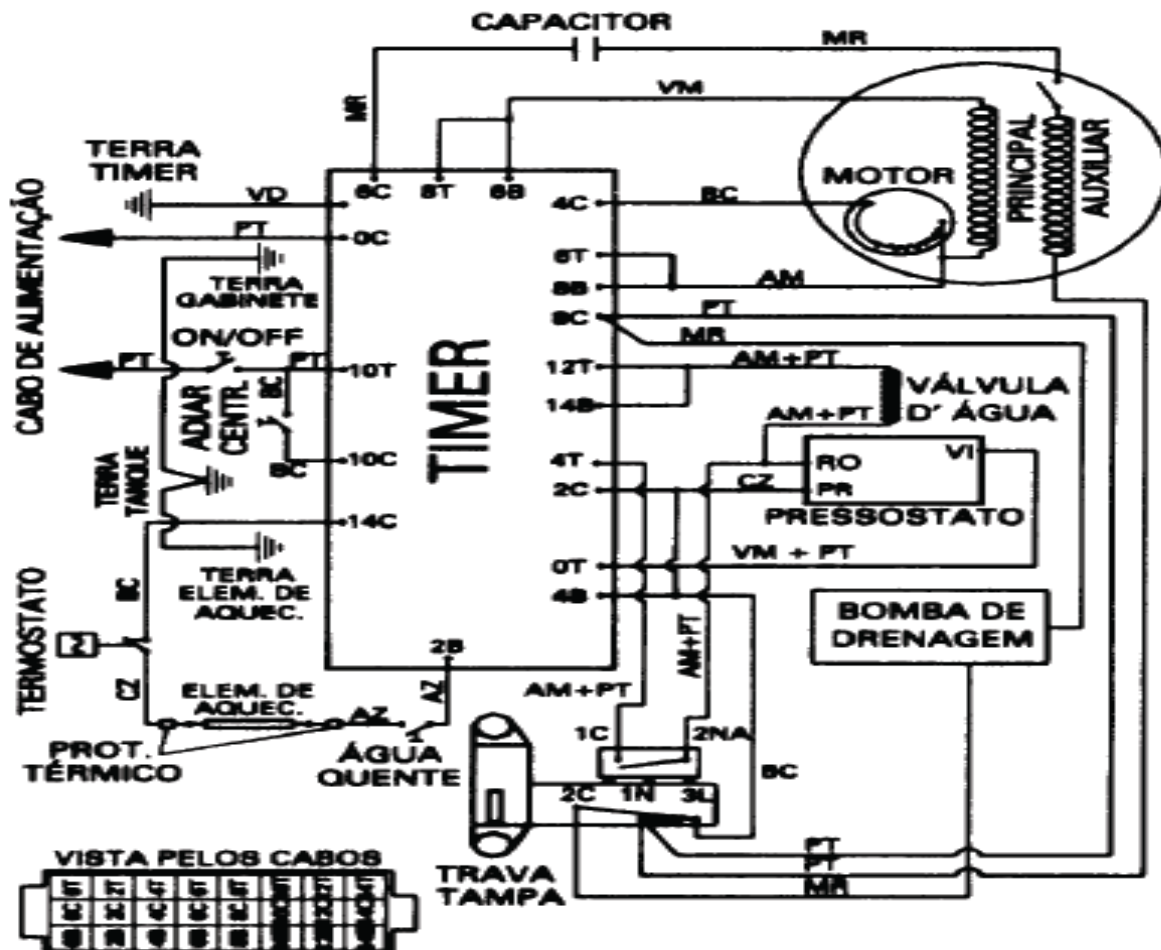 CAPACITOR
MR
MR
VM
TERRA
TIMER
VD
PT
6C
8T
6B
4C
BC
MOTOR
PRINCIPAL
AUXILIAR
0C
CABO DE ALIMENTAÇÃO
TERRA
GABINETE
6T
8B
AM
8C
PT
MR
ON/OFF
PT
PT
10T
BC
CENTR.
10C
TIMER
12T
AM+PT
14B
VÁLVULA
D' ÁGUA
AM+PT
4T
RO
VI
2C
CZ
PR
PRESSOSTATO
TERRA
TANQUE
14C
TERRA
ELEM. DE
AQUEC.
0T
VM + PT
4B
BOMBA DE
DRENAGEM
TERMOSTATO
BC
CZ
2B
AZ
ELEM. DE
AQUEC.
AZ
PROT.
TÉRMICO
ÁGUA
QUENTE
AM+PT
AM+PT
1C
2NA
BC
2C
1N
3L
TRAVA
TAMPA
PT
PT
MR
VISTA PELOS CABOS